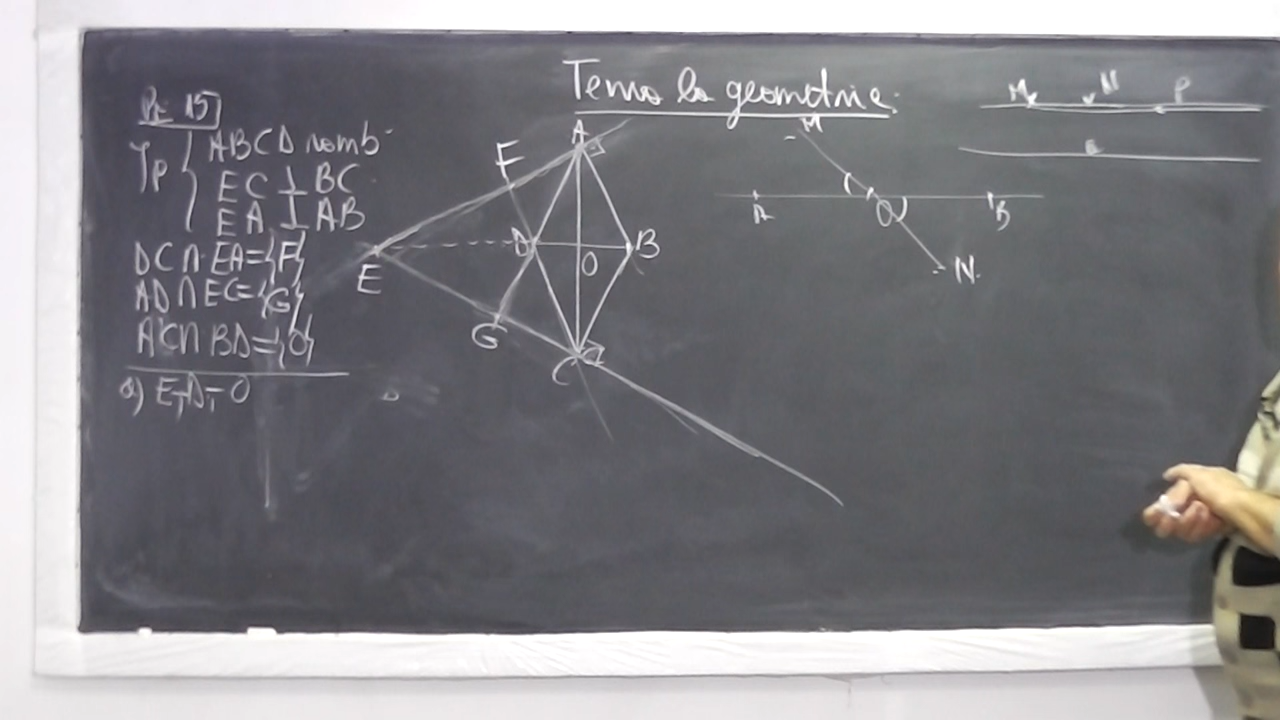 Tema la geometrie.
Pr 15
Ip { ABCD romb
EC ⊥ BC
EA ⊥ AB
DC ∩ EA = {F}
AD ∩ EC = {G}
AC ∩ BD = {O}
a) E, D, O
A
F
D
B
O
E
G
C
M
A
O
B
N
M N P